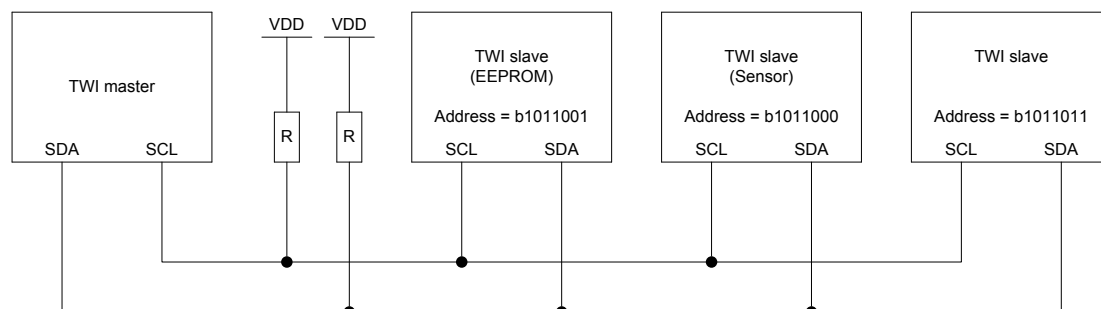 TWI master
SDA SCL
VDD VDD
R R
TWI slave
(EEPROM)
Address = b1011001
SCL SDA
TWI slave
(Sensor)
Address = b1011000
SCL SDA
TWI slave
Address = b1011011
SCL SDA